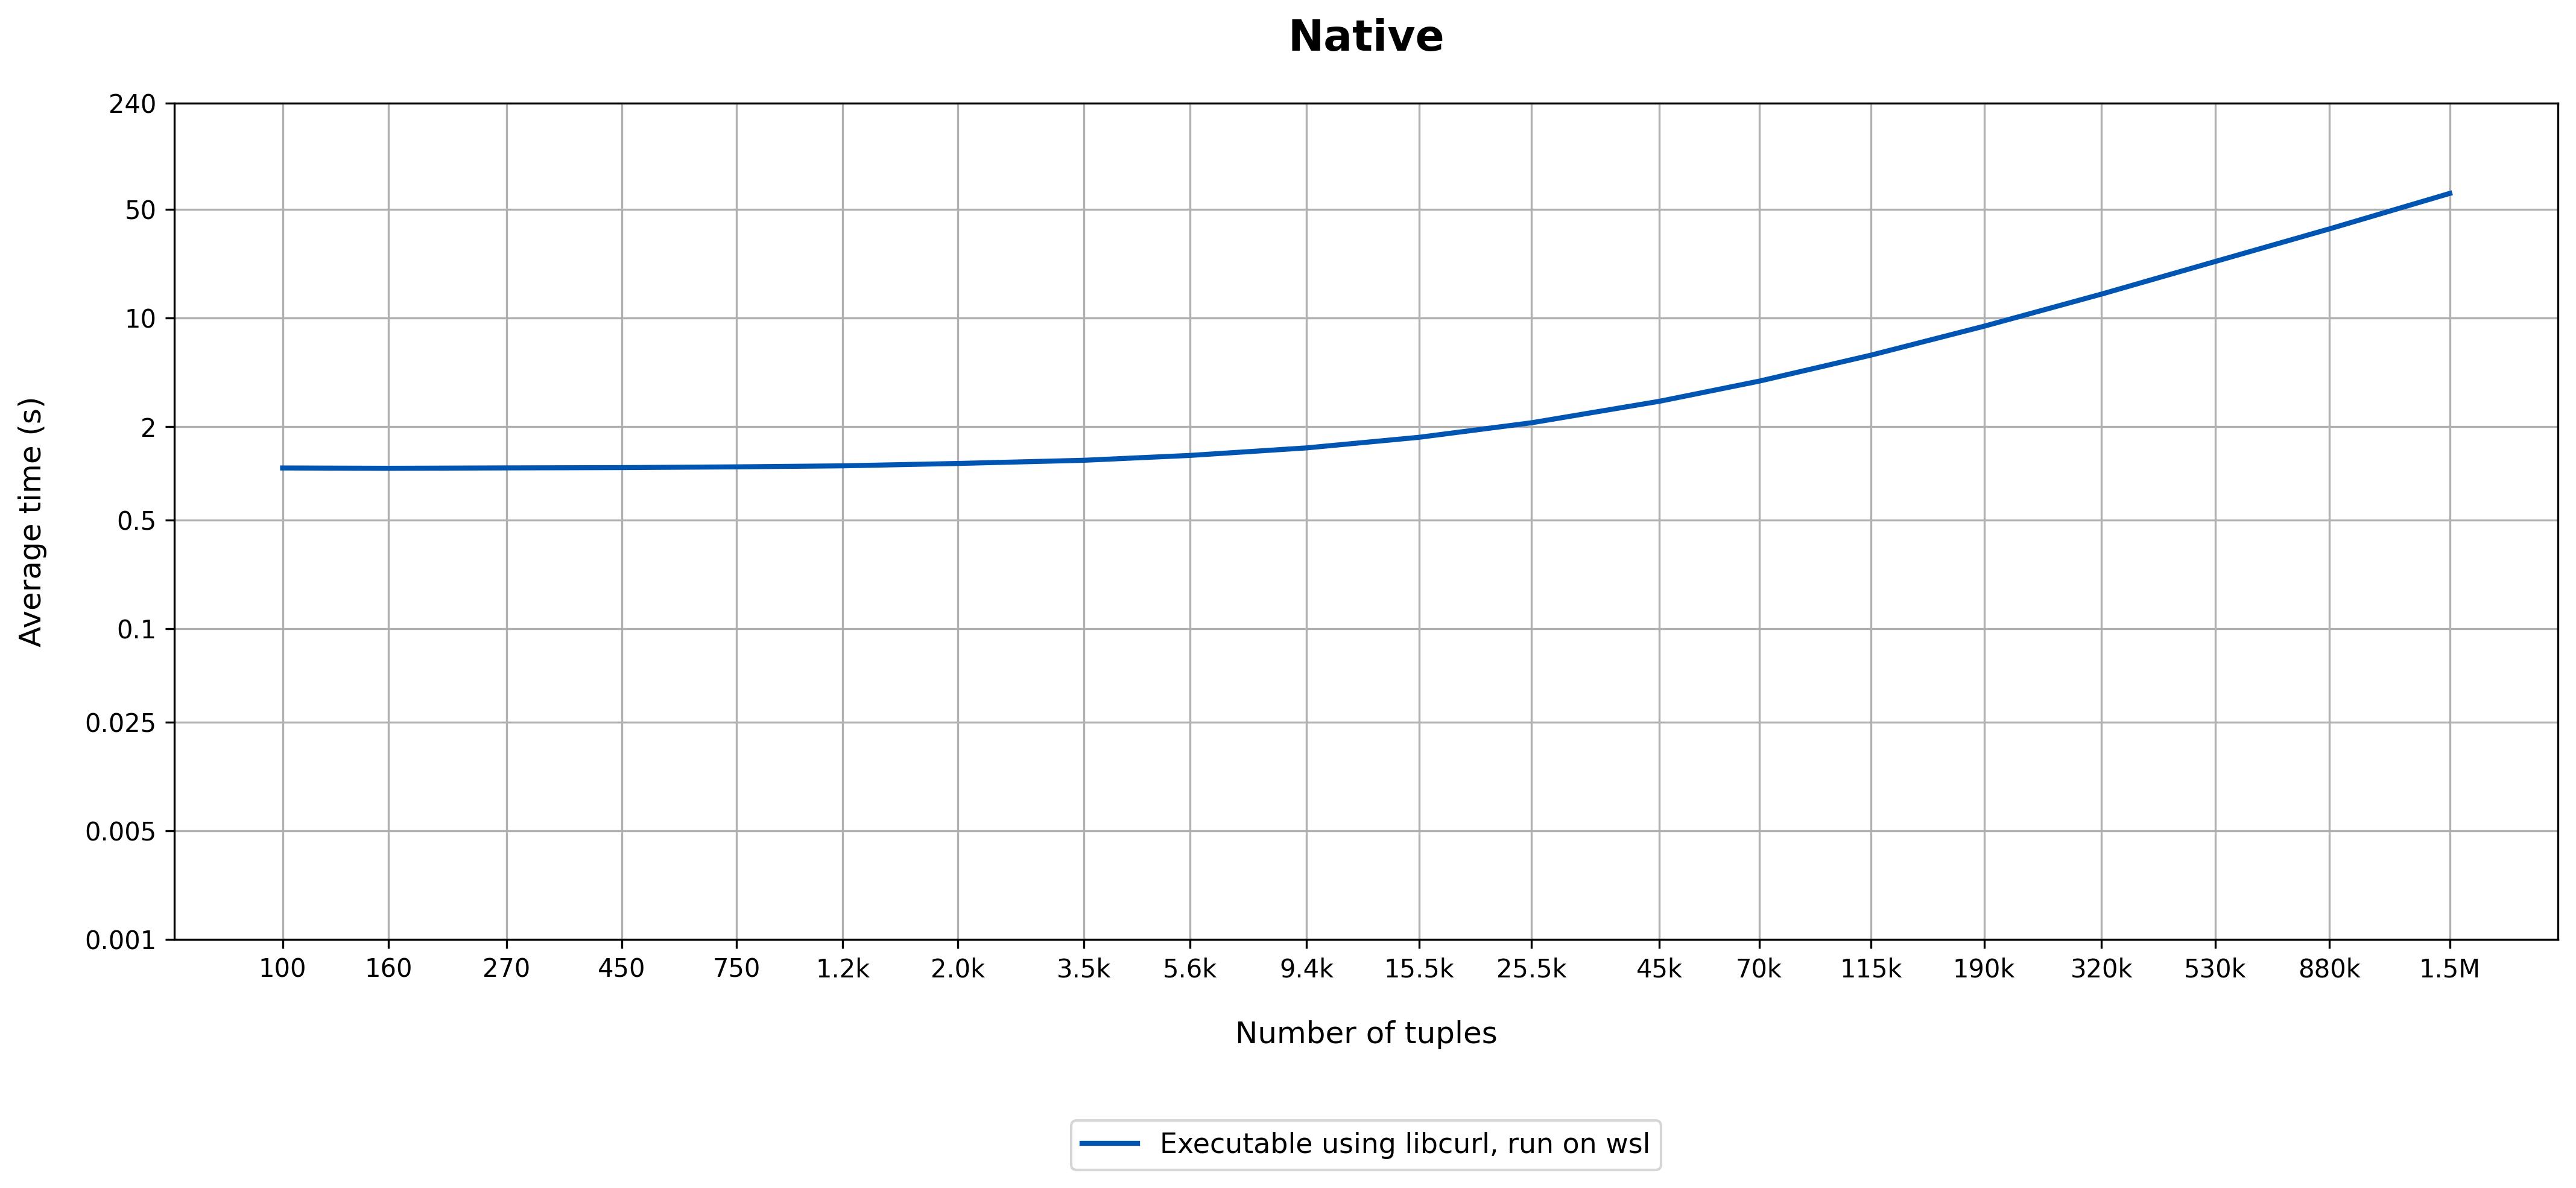 Native
240
50
10
2
0.5
0.1
0.025
0.005
0.001
Average time (s)
100 160 270 450 750 1.2k 2.0k 3.5k 5.6k 9.4k 15.5k 25.5k 45k 70k 115k 190k 320k 530k 880k 1.5M
Number of tuples
Executable using libcurl, run on wsl